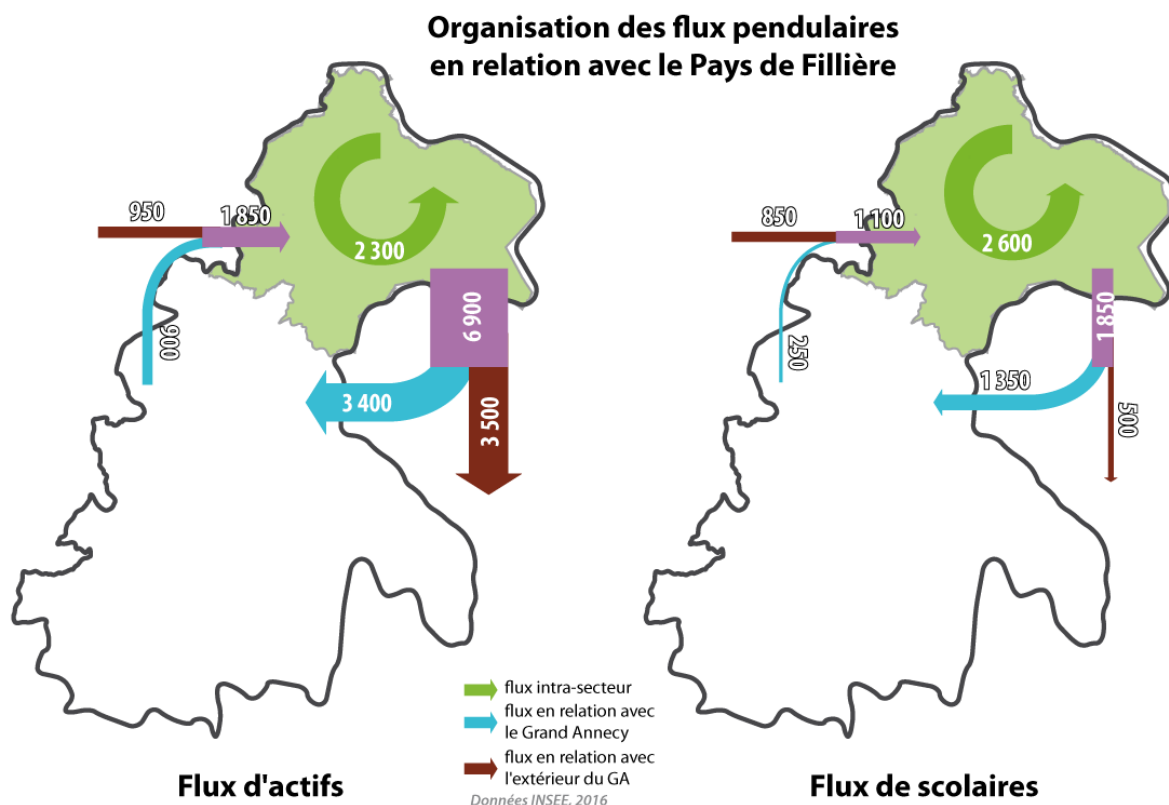 Organisation des flux pendulaires
en relation avec le Pays de Fillière
950
1 850
2 300
900
6 900
3 400
3 500
850
1 100
2 600
250
1 850
1 350
500
flux intra-secteur
flux en relation avec
le Grand Annecy
flux en relation avec
l'extérieur du GA
Flux d'actifs
Flux de scolaires
Données INSEE, 2016